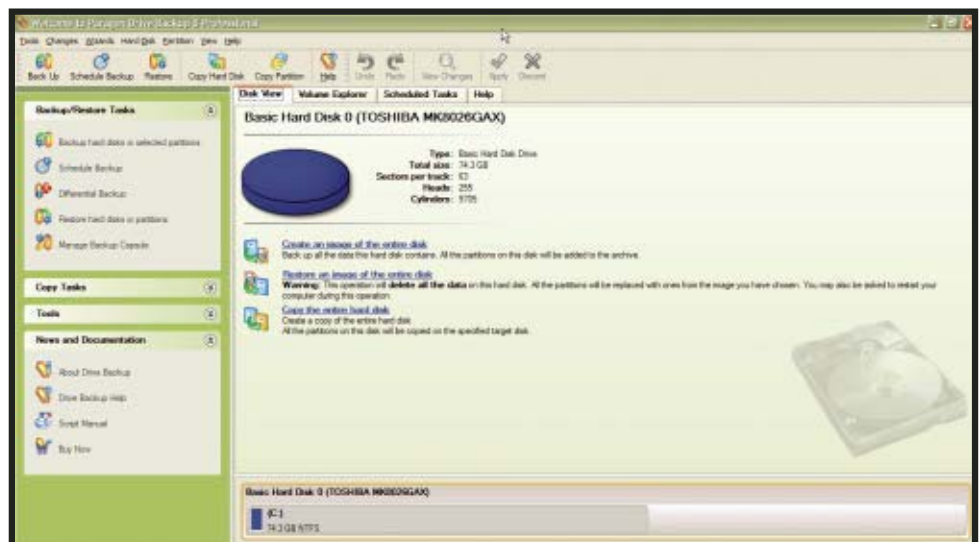 Welcome to Paragon Drive Backup 8 Professional
Tools Changes Wizards Hard Disk Partition View Help
Back Up Schedule Backup Restore Copy Hard Disk Copy Partition Help Undo Redo View Changes Apply Discard
Disk View Volume Explorer Scheduled Tasks Help
Backup/Restore Tasks
Backup hard disks or selected partitions
Schedule Backup
Differential Backup
Restore hard disks or partitions
Manage Backup Capsule
Copy Tasks
Tools
News and Documentation
About Drive Backup
Drive Backup Help
Script Manual
Buy Now
Basic Hard Disk 0 (TOSHIBA MK8026GAX)
Type: Basic Hard Disk Drive
Total size: 74.3 GB
Sectors per track: 63
Heads: 255
Cylinders: 9705
Create an image of the entire disk
Back up all the data this hard disk contains. All the partitions on this disk will be added to the archive.
Restore an image of the entire disk
Warning: This operation will delete all the data on this hard disk. All the partitions will be replaced with ones from the image you have chosen. You may also be asked to restart your
computer during this operation
Copy the entire hard disk
Create a copy of the entire hard disk
All the partitions on this disk will be copied on the specified target disk.
Basic Hard Disk 0 (TOSHIBA MK8026GAX)
(C:)
74.3 GB NTFS